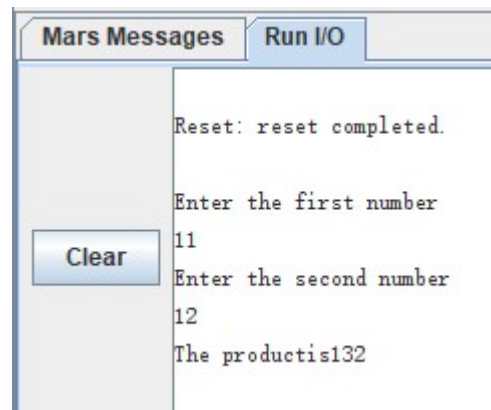 Mars Messages Run I/O
Reset: reset completed.
Enter the first number
11
Clear
Enter the second number
12
The productis132